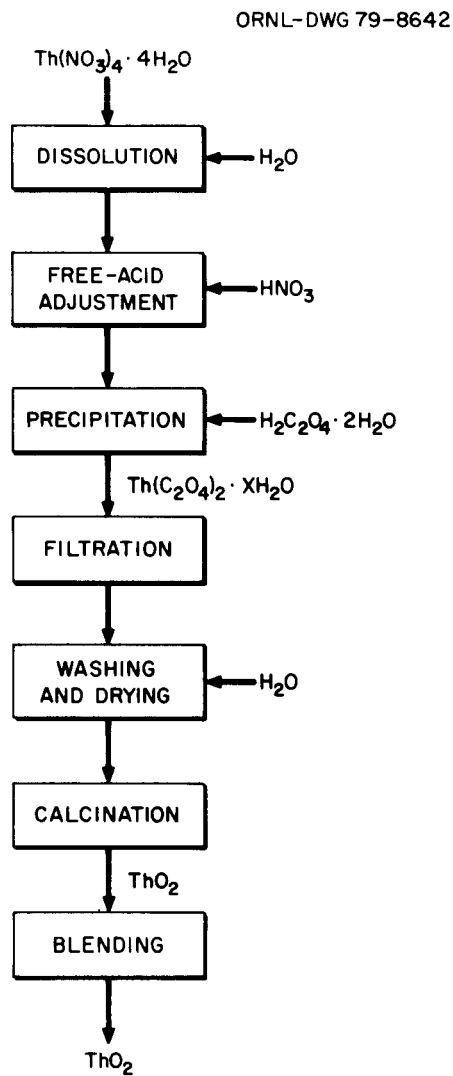 ORNL-DWG 79-8642
Th(NO₃)₄ · 4H₂O
DISSOLUTION
H₂O
FREE-ACID
ADJUSTMENT
HNO₃
PRECIPITATION
H₂C₂O₄ · 2H₂O
Th(C₂O₄)₂ · XH₂O
FILTRATION
WASHING
AND DRYING
H₂O
CALCINATION
ThO₂
BLENDING
ThO₂